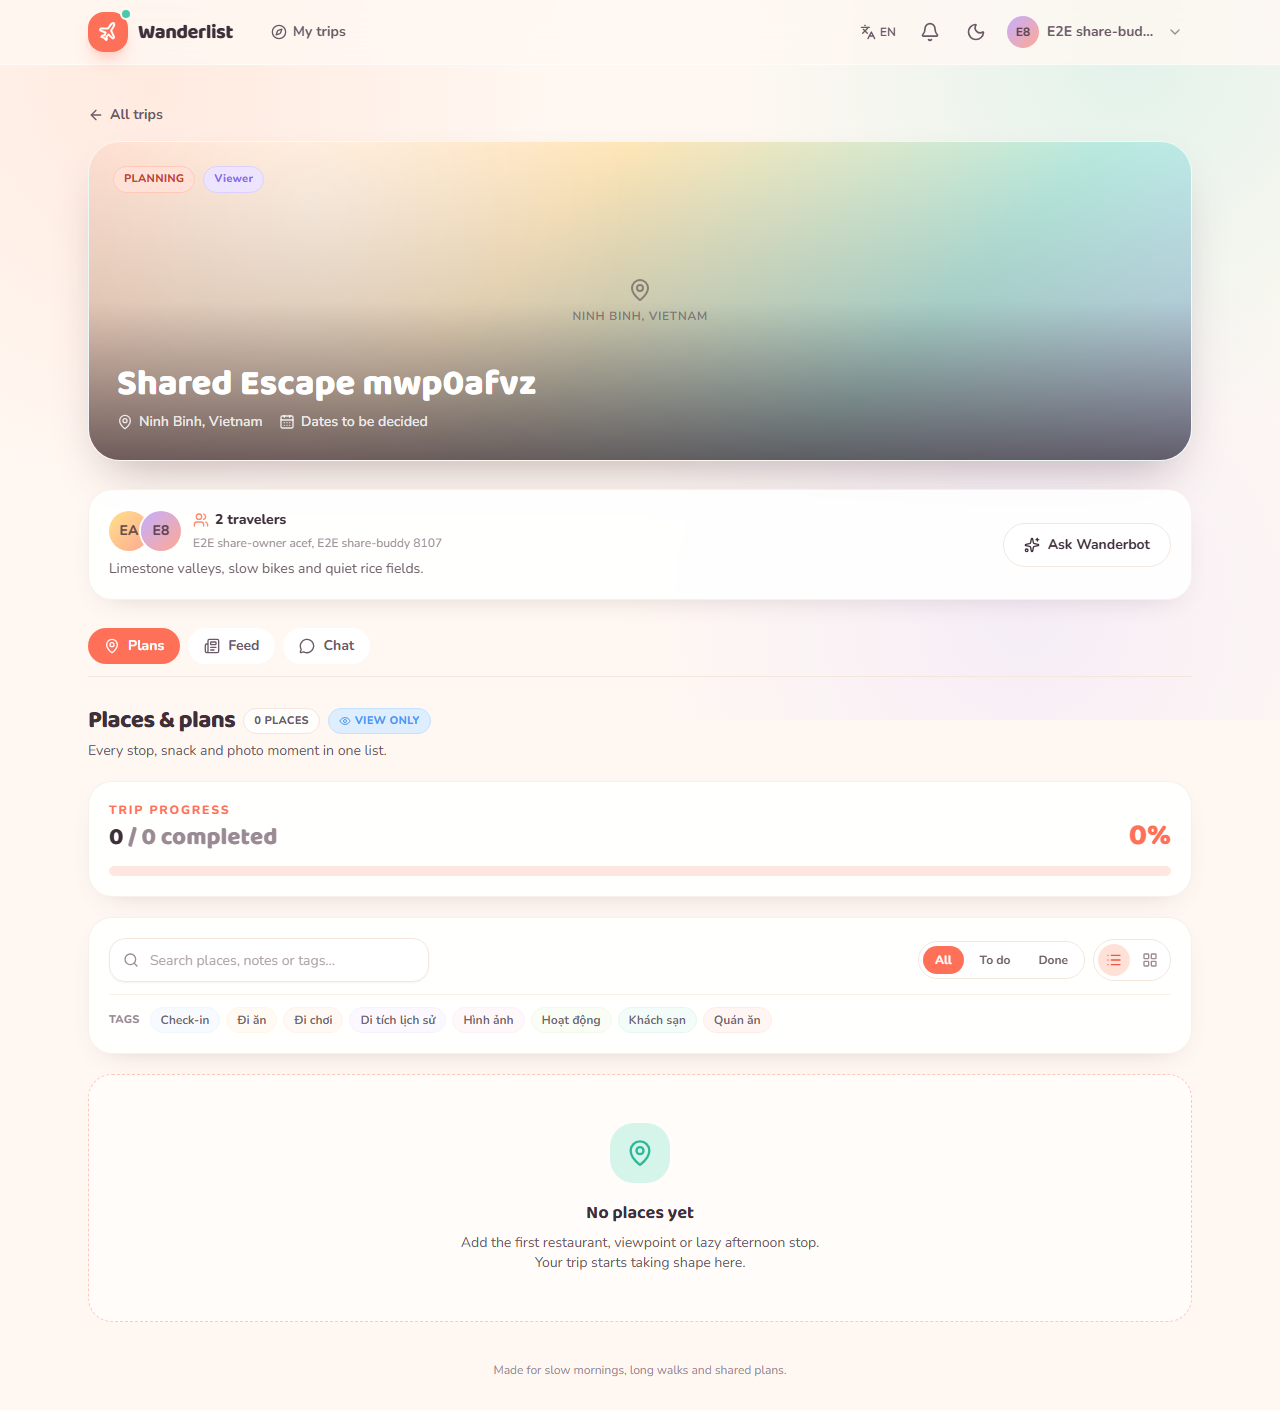 Wanderlist
My trips
EN
E8
E2E share-bud...
All trips
PLANNING
Viewer
NINH BINH, VIETNAM
Shared Escape mwp0afvz
Ninh Binh, Vietnam
Dates to be decided
EA
E8
2 travelers
E2E share-owner acef, E2E share-buddy 8107
Limestone valleys, slow bikes and quiet rice fields.
Ask Wanderbot
Plans
Feed
Chat
Places & plans
0 PLACES
VIEW ONLY
Every stop, snack and photo moment in one list.
TRIP PROGRESS
0 / 0 completed
0%
Search places, notes or tags...
All
To do
Done
TAGS
Check-in
Đi ăn
Đi chơi
Di tích lịch sử
Hình ảnh
Hoạt động
Khách sạn
Quán ăn
No places yet
Add the first restaurant, viewpoint or lazy afternoon stop.
Your trip starts taking shape here.
Made for slow mornings, long walks and shared plans.